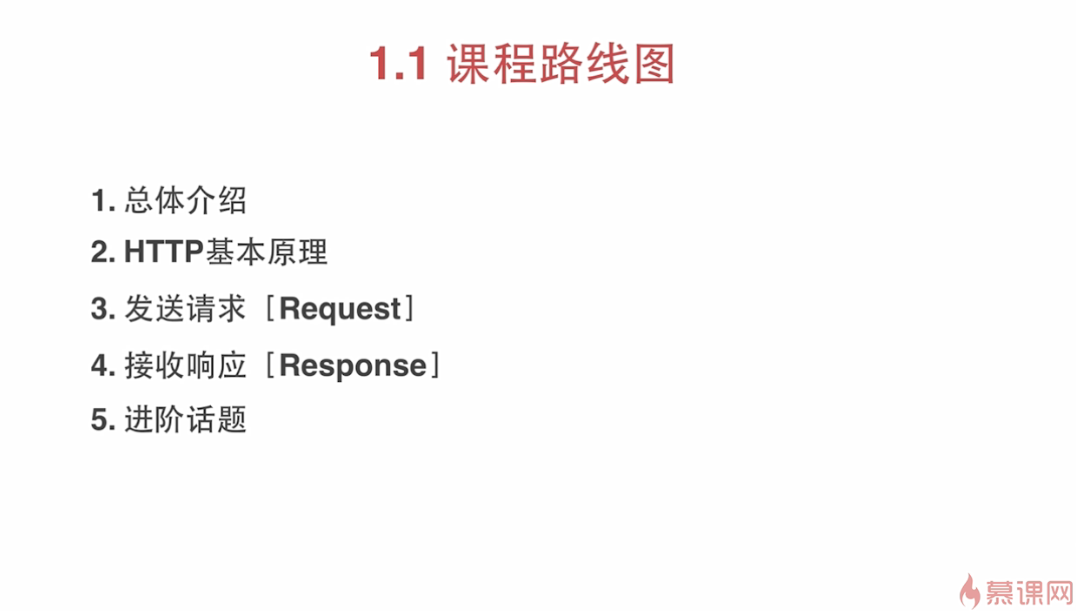 1.1 课程路线图
1. 总体介绍
2. HTTP基本原理
3. 发送请求［Request］
4. 接收响应［Response］
5. 进阶话题
慕课网